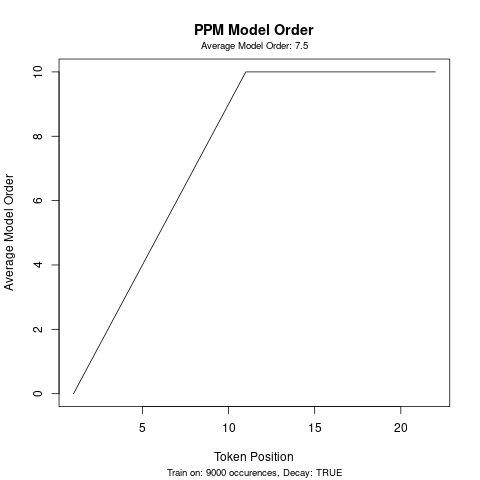 PPM Model Order
Average Model Order: 7.5
10
8
6
4
2
0
Average Model Order
5 10 15 20
Token Position
Train on: 9000 occurences, Decay: TRUE